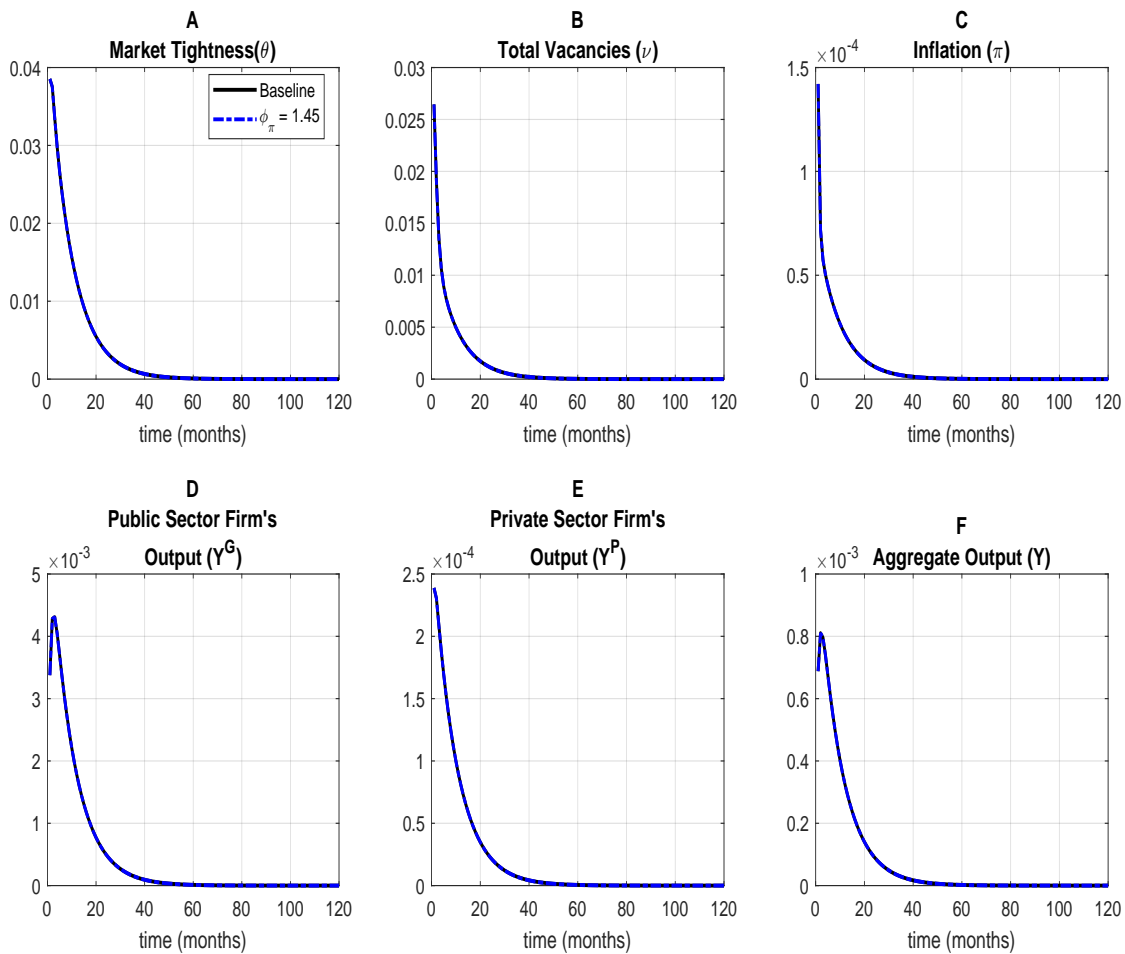 A
Market Tightness(θ)
0.04
0.03
0.02
0.01
0
0 20 40 60 80 100 120
time (months)
Baseline
ϕ_π = 1.45
B
Total Vacancies (ν)
0.03
0.025
0.02
0.015
0.01
0.005
0
0 20 40 60 80 100 120
time (months)
C
Inflation (π)
×10^-4
1.5
1
0.5
0
0 20 40 60 80 100 120
time (months)
D
Public Sector Firm's
Output (Y^G)
×10^-3
5
4
3
2
1
0
0 20 40 60 80 100 120
time (months)
E
Private Sector Firm's
Output (Y^P)
×10^-4
2.5
2
1.5
1
0.5
0
0 20 40 60 80 100 120
time (months)
F
Aggregate Output (Y)
×10^-3
1
0.8
0.6
0.4
0.2
0
0 20 40 60 80 100 120
time (months)